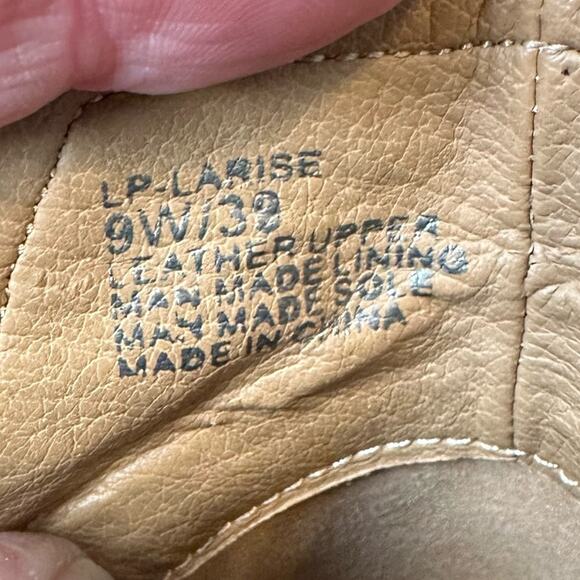 LP-LARISE
9W/39
LEATHER UPPER
MAN MADE LINING
MAN MADE SOLE
MADE IN CHINA